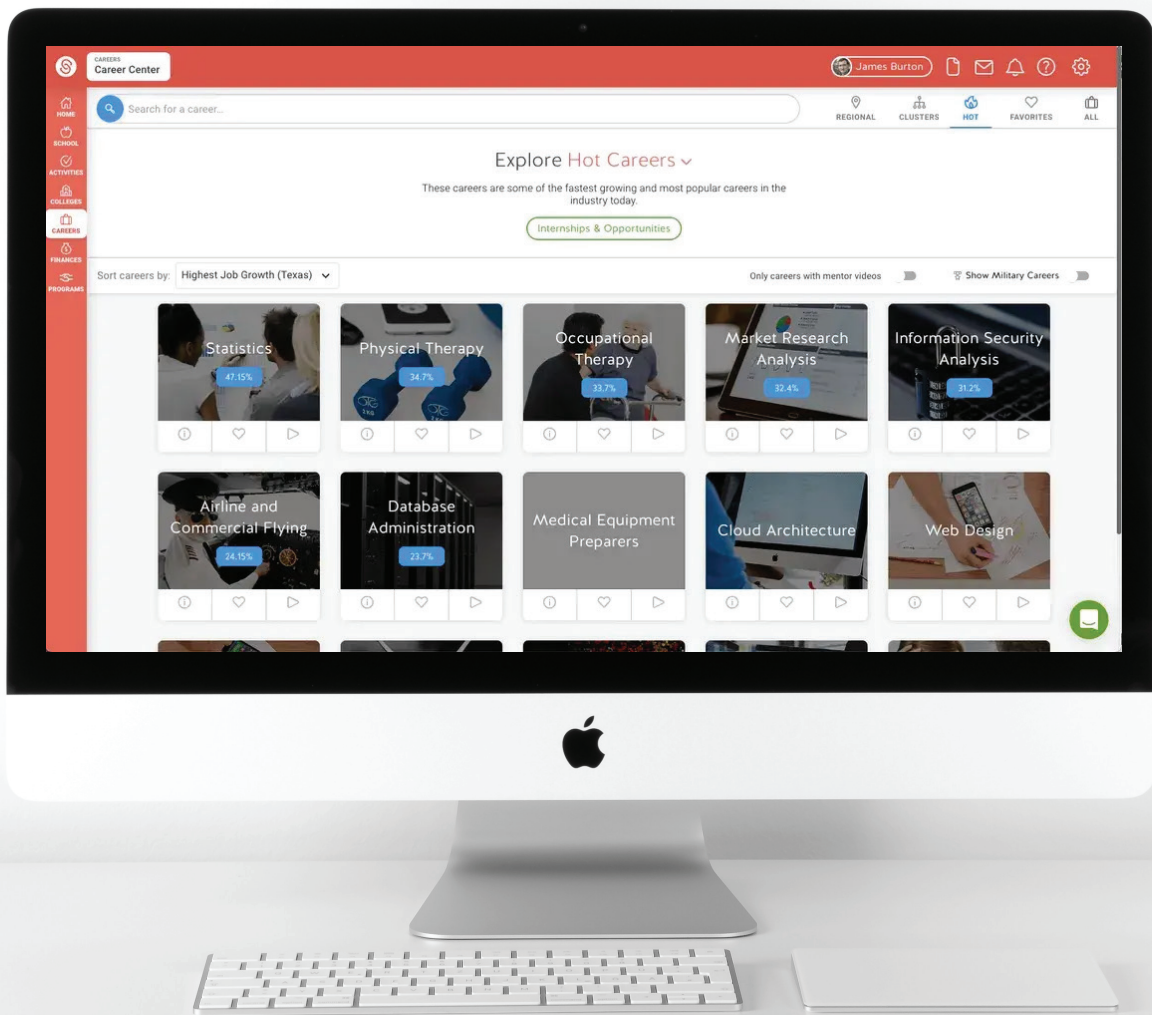 CAREERS
Career Center
James Burton
HOME
SCHOOL
ACTIVITIES
COLLEGES
CAREERS
FINANCES
PROGRAMS
Search for a career...
REGIONAL
CLUSTERS
HOT
FAVORITES
ALL
Explore Hot Careers
These careers are some of the fastest growing and most popular careers in the
industry today.
Internships & Opportunities
Sort careers by:
Highest Job Growth (Texas)
Only careers with mentor videos
Show Military Careers
Statistics
47.15%
Physical Therapy
34.7%
Occupational
Therapy
33.7%
Market Research
Analysis
32.4%
Information Security
Analysis
31.2%
Airline and
Commercial Flying
24.15%
Database
Administration
23.7%
Medical Equipment
Preparers
Cloud Architecture
Web Design